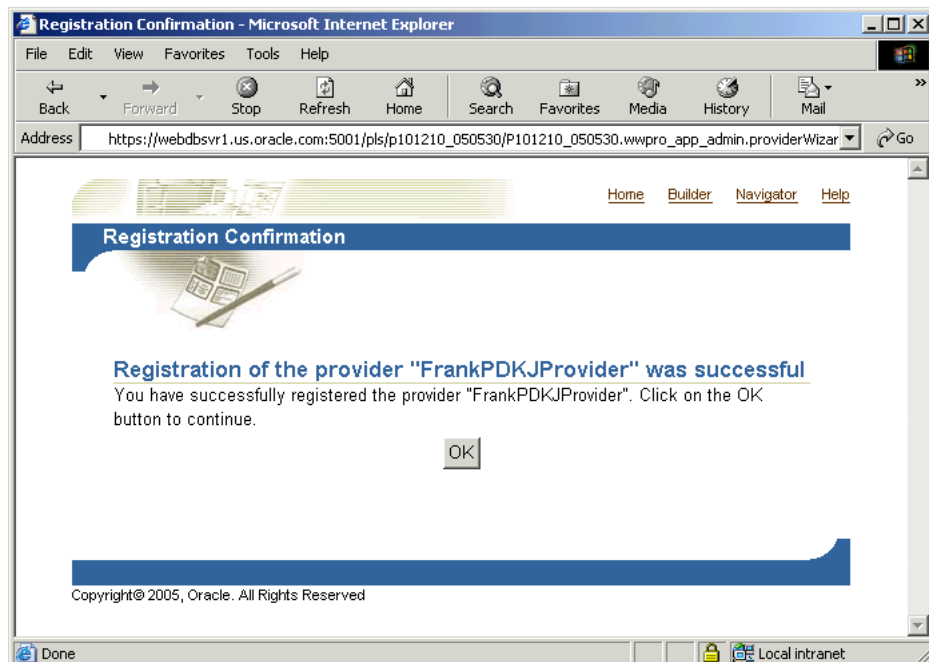 Registration Confirmation - Microsoft Internet Explorer
File Edit View Favorites Tools Help
Back Forward Stop Refresh Home Search Favorites Media History Mail »
Address https://webdbsvr1.us.oracle.com:5001/pls/p101210_050530/P101210_050530.wwpro_app_admin.providerWizar Go
Home Builder Navigator Help
Registration Confirmation
Registration of the provider "FrankPDKJProvider" was successful
You have successfully registered the provider "FrankPDKJProvider". Click on the OK
button to continue.
OK
Copyright© 2005, Oracle. All Rights Reserved
Done Local intranet